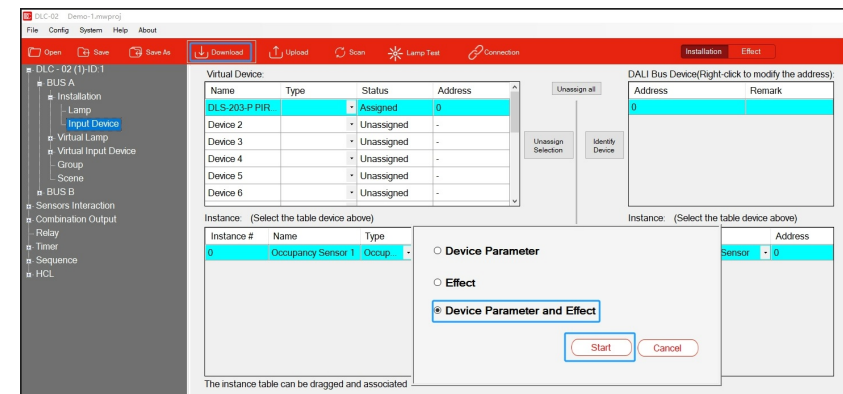 DLC-02 Demo-1.mwproj
File Config System Help About
Open Save Save As Download Upload Scan Lamp Test Connection Installation Effect
DLC - 02 (1)-ID:1
BUS A
Installation
Lamp
Input Device
Virtual Lamp
Virtual Input Device
Group
Scene
BUS B
Sensors Interaction
Combination Output
Relay
Timer
Sequence
HCL
Virtual Device:
Name Type Status Address
DLS-203-P PIR... Assigned 0
Device 2 Unassigned -
Device 3 Unassigned -
Device 4 Unassigned -
Device 5 Unassigned -
Device 6 Unassigned -
Unassign all
Unassign
Selection
Identify
Device
DALI Bus Device(Right-click to modify the address):
Address Remark
0
Instance: (Select the table device above)
Instance # Name Type
0 Occupancy Sensor 1 Occup...
Instance: (Select the table device above)
Address
Sensor 0
Device Parameter
Effect
Device Parameter and Effect
Start Cancel
The instance table can be dragged and associated